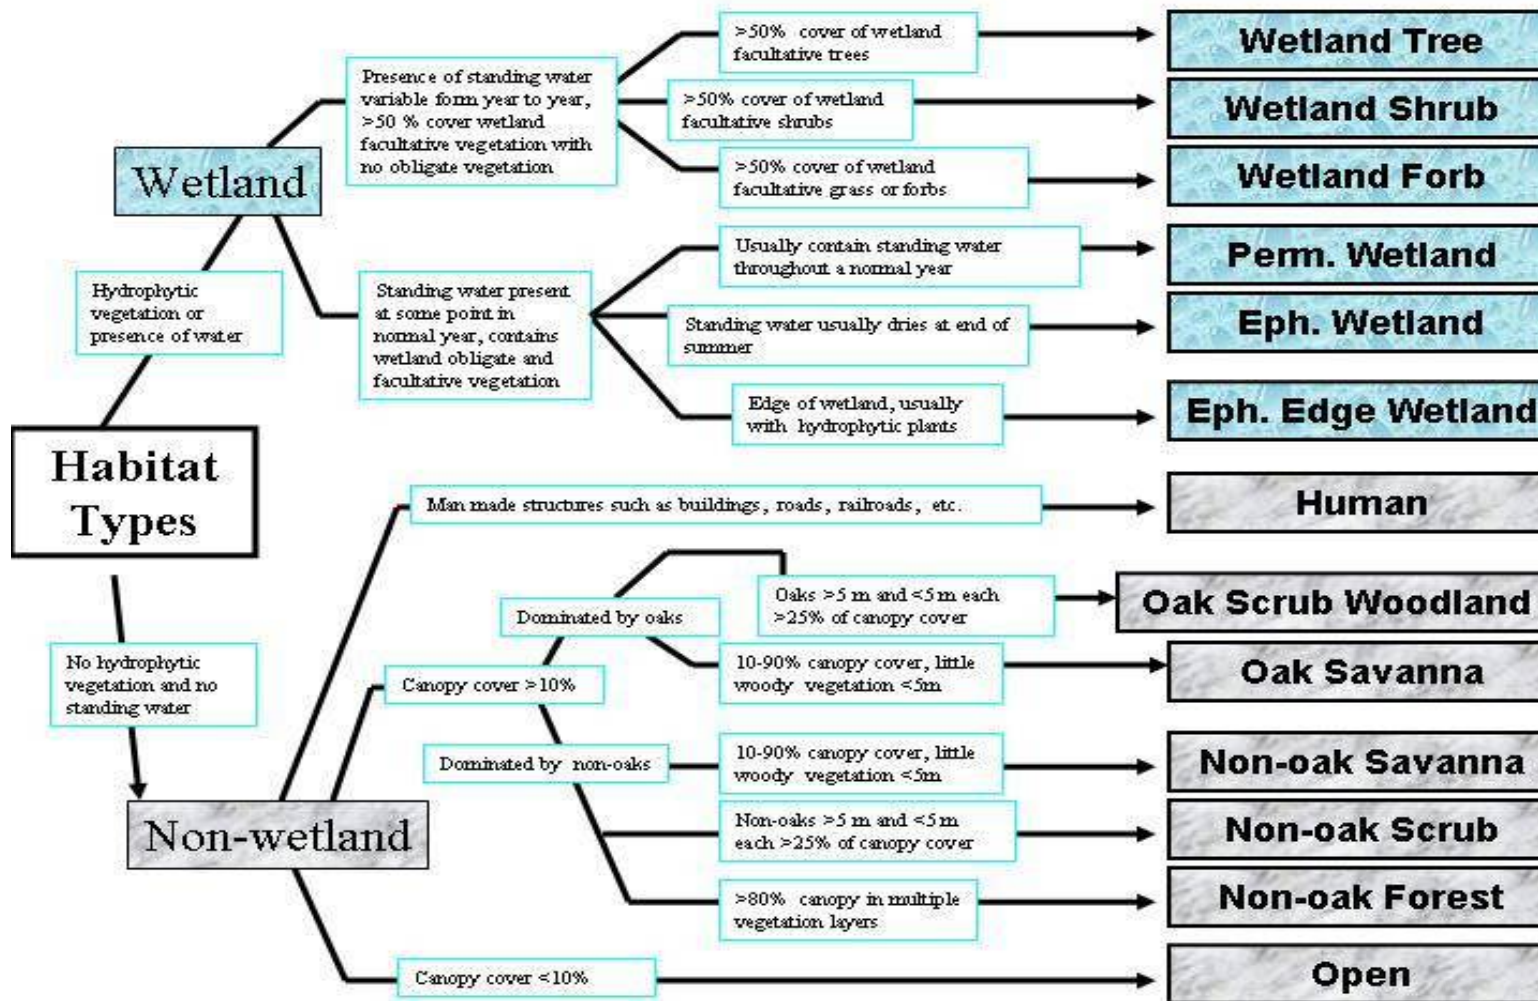 >50% cover of wetland
facultative trees
Wetland Tree
Presence of standing water
variable form year to year,
>50 % cover wetland
facultative vegetation with
no obligate vegetation
>50% cover of wetland
facultative shrubs
Wetland Shrub
>50% cover of wetland
facultative grass or forbs
Wetland Forb
Wetland
Usually contain standing water
throughout a normal year
Perm. Wetland
Hydrophytic
vegetation or
presence of water
Standing water present
at some point in
normal year, contains
wetland obligate and
facultative vegetation
Standing water usually dries at end of
summer
Eph. Wetland
Edge of wetland, usually
with hydrophytic plants
Eph. Edge Wetland
Habitat
Types
Man made structures such as buildings, roads, railroads, etc.
Human
Oaks >5 m and <5 m each
>25% of canopy cover
Oak Scrub Woodland
Dominated by oaks
No hydrophytic
vegetation and no
standing water
Canopy cover >10%
10-90% canopy cover, little
woody vegetation <5m
Oak Savanna
Dominated by non-oaks
10-90% canopy cover, little
woody vegetation <5m
Non-oak Savanna
Non-wetland
Non-oaks >5 m and <5 m
each >25% of canopy cover
Non-oak Scrub
>80% canopy in multiple
vegetation layers
Non-oak Forest
Canopy cover <10%
Open